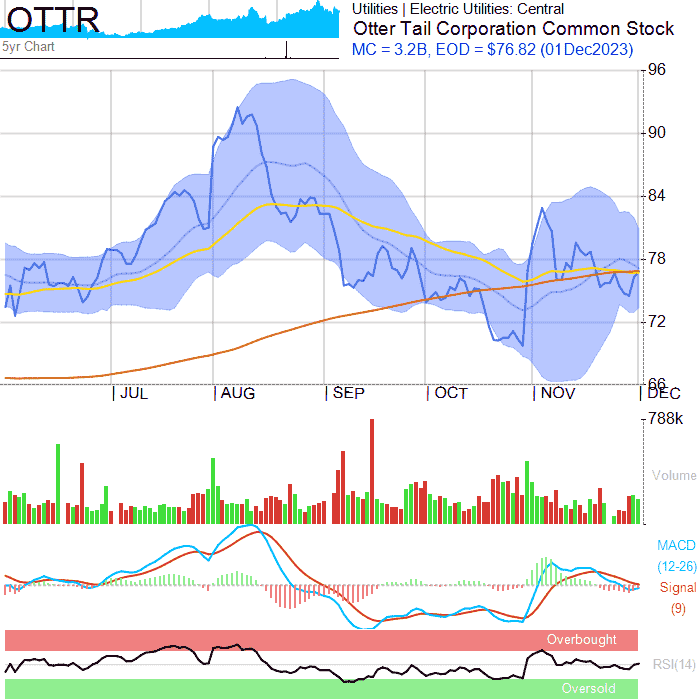 OTTR
5yr Chart
Utilities | Electric Utilities: Central
Otter Tail Corporation Common Stock
MC = 3.2B, EOD = $76.82 (01Dec2023)
96
90
84
78
72
66
JUL AUG SEP OCT NOV DEC
788k
Volume
MACD
(12-26)
Signal
(9)
Overbought
RSI(14)
Oversold